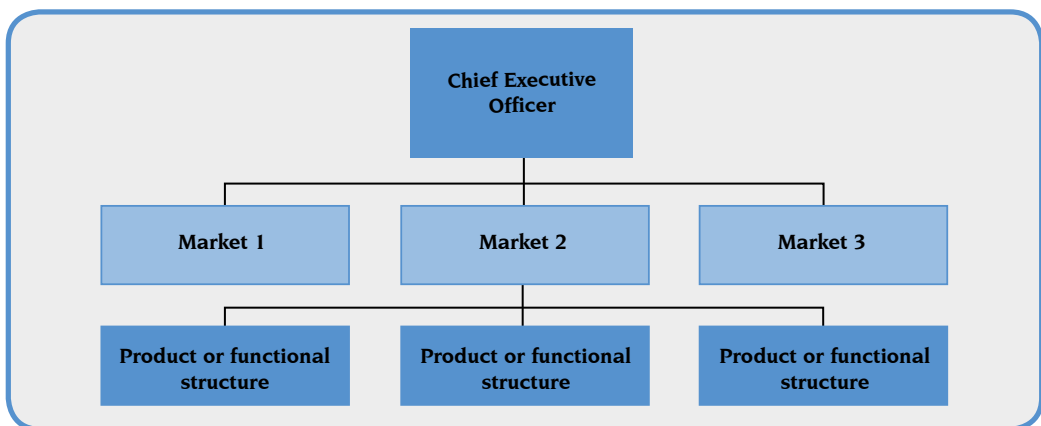 Chief Executive
Officer
Market 1
Market 2
Market 3
Product or functional
structure
Product or functional
structure
Product or functional
structure